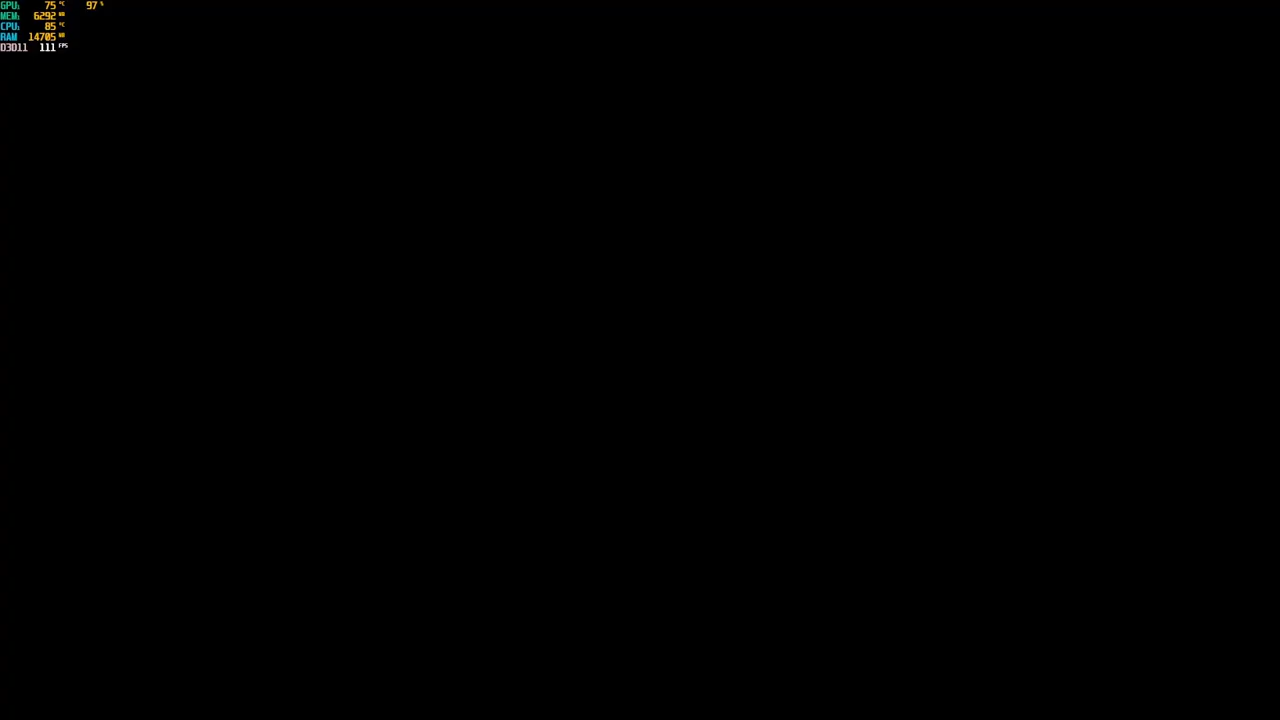 GPU: 75 °C 97 %
MEM: 6292 MB
CPU: 85 °C
RAM 14705 MB
D3D11 111 FPS